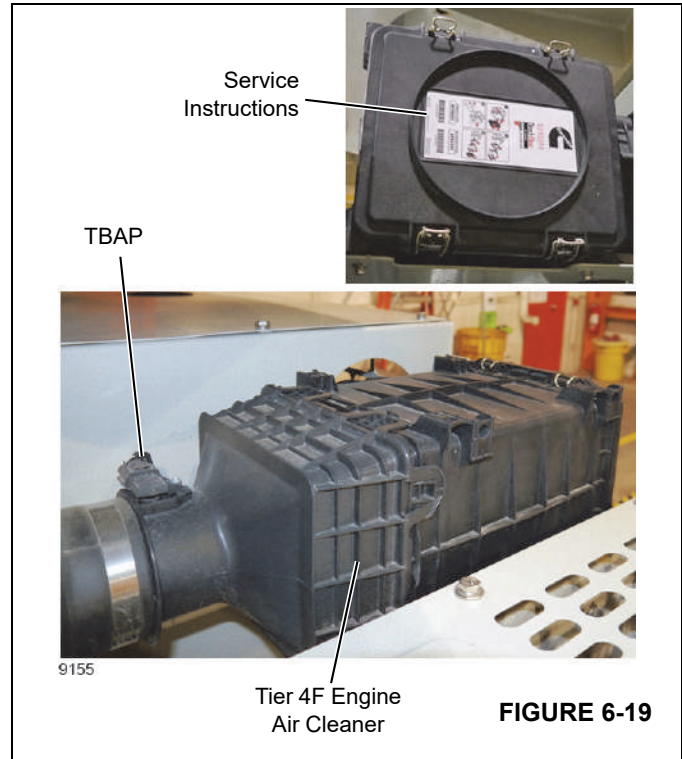 Service
Instructions
TBAP
9155
Tier 4F Engine
Air Cleaner
FIGURE 6-19